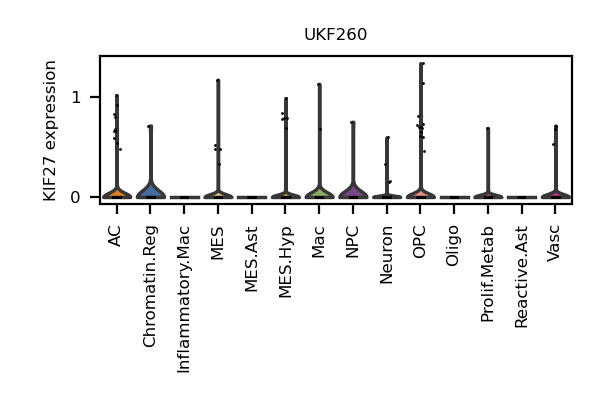 UKF260
KIF27 expression
1
0
AC
Chromatin.Reg
Inflammatory.Mac
MES
MES.Ast
MES.Hyp
Mac
NPC
Neuron
OPC
Oligo
Prolif.Metab
Reactive.Ast
Vasc